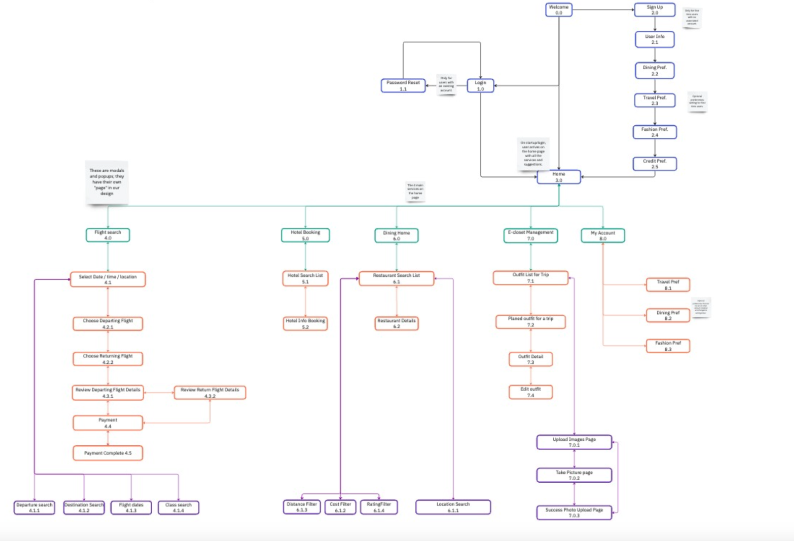 Welcome
0.0
Sign Up
2.0
User Info
2.1
Dining Pref.
2.2
Password Reset
1.1
Login
1.0
Travel Pref.
2.3
Fashion Pref.
2.4
Credit Pref.
2.5
Home
3.0
These are modals
and popups; they
have their own
"page" in our
design
Flight search
4.0
Hotel Booking
5.0
Dining Home
6.0
E-closet Management
7.0
My Account
8.0
Select Date / time / location
4.1
Hotel Search List
5.1
Restaurant Search List
6.1
Outfit List for Trip
7.1
Travel Pref
8.1
Choose Departing Flight
4.2.1
Hotel Info Booking
5.2
Restaurant Details
6.2
Planed outfit for a trip
7.2
Dining Pref
8.2
Choose Returning Flight
4.2.2
Outfit Detail
7.3
Fashion Pref
8.3
Review Departing Flight Details
4.3.1
Review Return Flight Details
4.3.2
Edit outfit
7.4
Payment
4.4
Payment Complete 4.5
Upload Images Page
7.0.1
Take Picture page
7.0.2
Success Photo Upload Page
7.0.3
Departure search
4.1.1
Destination Search
4.1.2
Flight dates
4.1.3
Class search
4.1.4
Distance Filter
6.1.3
Cost Filter
6.1.2
RatingFilter
6.1.4
Location Search
6.1.1